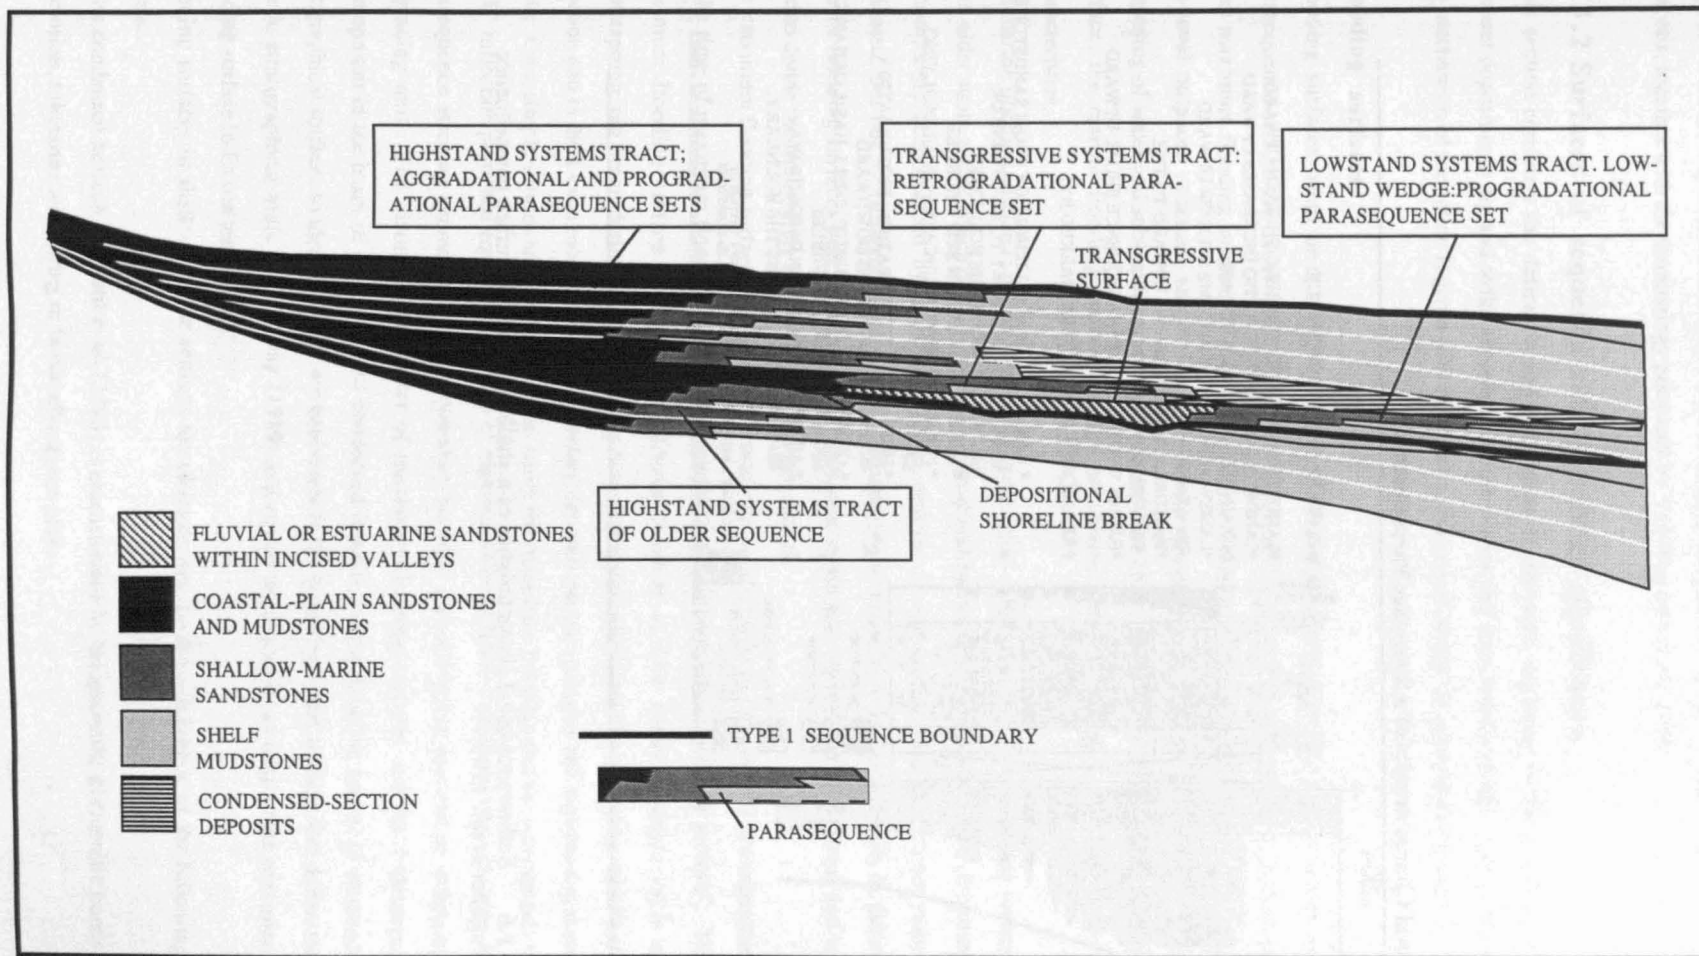 HIGHSTAND SYSTEMS TRACT;
AGGRADATIONAL AND PROGRAD-
ATIONAL PARASEQUENCE SETS
TRANSGRESSIVE SYSTEMS TRACT:
RETROGRADATIONAL PARA-
SEQUENCE SET
LOWSTAND SYSTEMS TRACT. LOW-
STAND WEDGE:PROGRADATIONAL
PARASEQUENCE SET
TRANSGRESSIVE
SURFACE
HIGHSTAND SYSTEMS TRACT
OF OLDER SEQUENCE
DEPOSITIONAL
SHORELINE BREAK
FLUVIAL OR ESTUARINE SANDSTONES
WITHIN INCISED VALLEYS
COASTAL-PLAIN SANDSTONES
AND MUDSTONES
SHALLOW-MARINE
SANDSTONES
SHELF
MUDSTONES
CONDENSED-SECTION
DEPOSITS
TYPE 1 SEQUENCE BOUNDARY
PARASEQUENCE